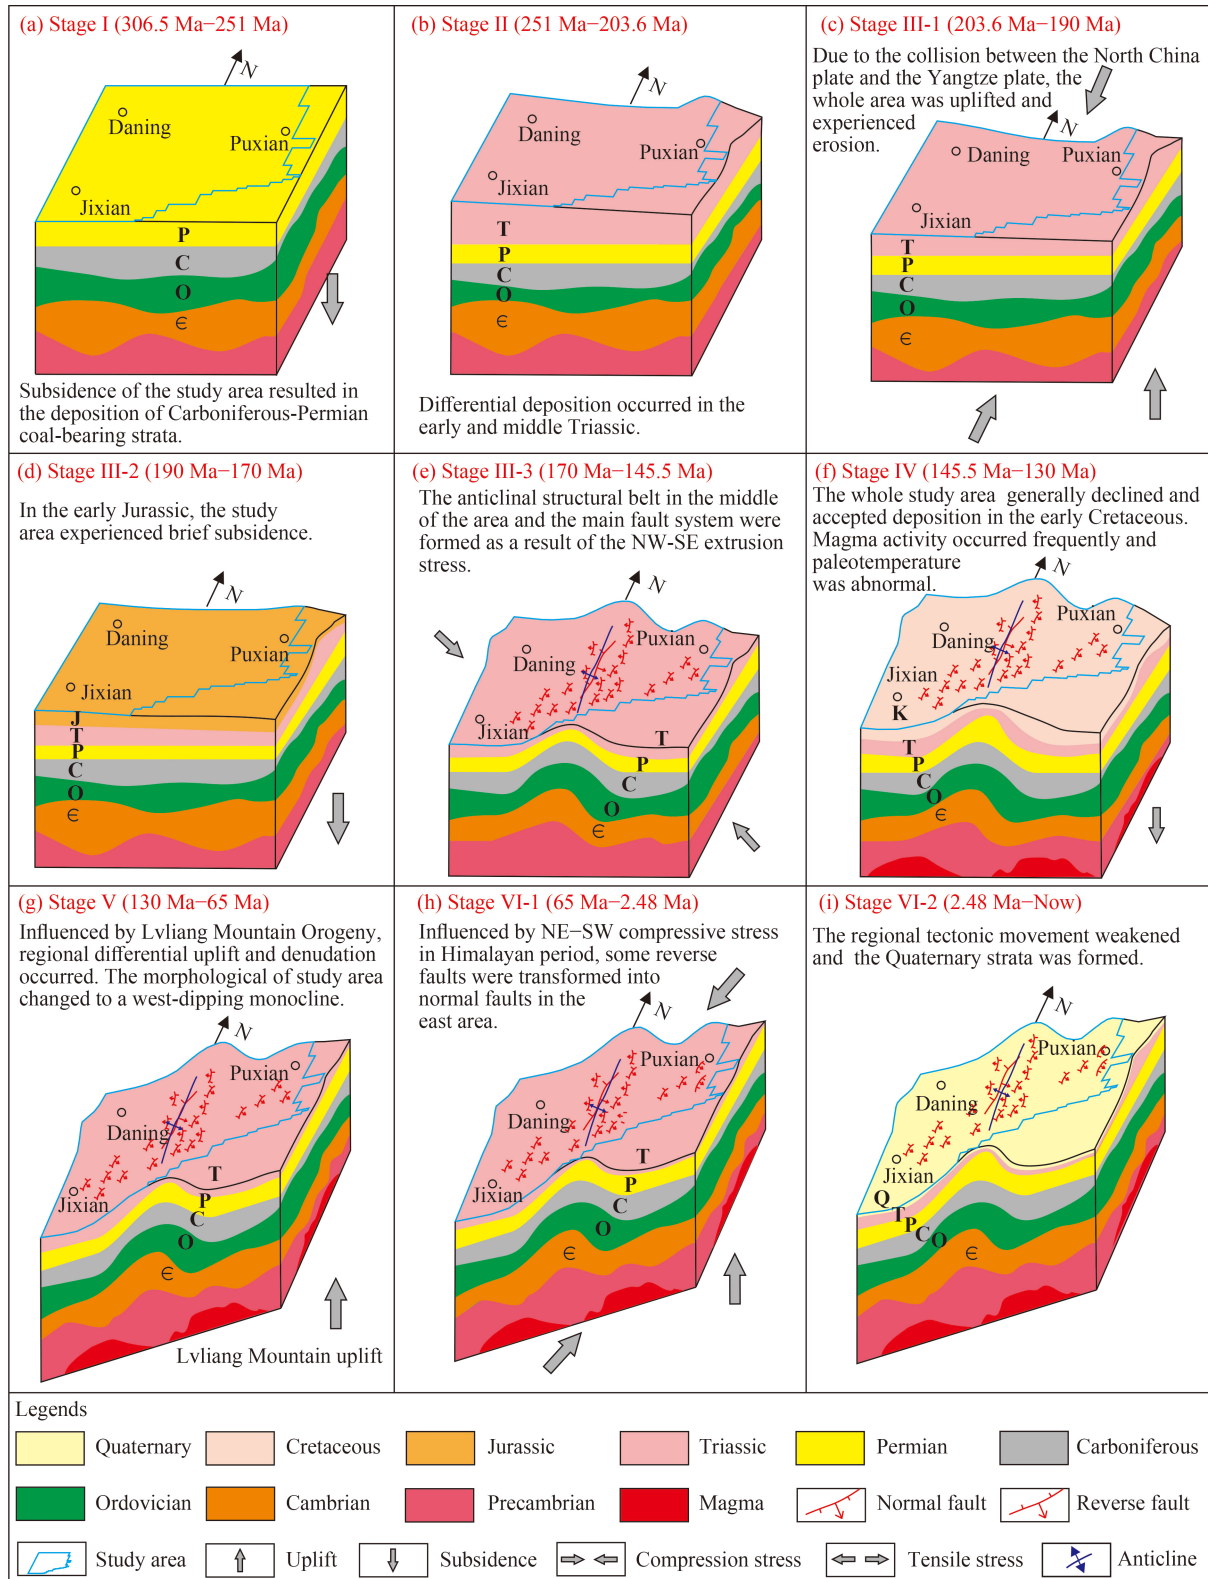 (a) Stage I (306.5 Ma−251 Ma)
N
Daning
Puxian
Jixian
P
C
O
Є
Subsidence of the study area resulted in
the deposition of Carboniferous-Permian
coal-bearing strata.
(b) Stage II (251 Ma−203.6 Ma)
N
Daning
Puxian
Jixian
T
P
C
O
Є
Differential deposition occurred in the
early and middle Triassic.
(c) Stage III-1 (203.6 Ma−190 Ma)
Due to the collision between the North China
plate and the Yangtze plate, the
whole area was uplifted and
experienced
erosion.
N
Daning
Puxian
Jixian
T
P
C
O
Є
(d) Stage III-2 (190 Ma−170 Ma)
In the early Jurassic, the study
area experienced brief subsidence.
N
Daning
Puxian
Jixian
J
T
P
C
O
Є
(e) Stage III-3 (170 Ma−145.5 Ma)
The anticlinal structural belt in the middle
of the area and the main fault system were
formed as a result of the NW-SE extrusion
stress.
N
Puxian
Daning
Jixian
T
P
C
O
Є
(f) Stage IV (145.5 Ma−130 Ma)
The whole study area generally declined and
accepted deposition in the early Cretaceous.
Magma activity occurred frequently and
paleotemperature
was abnormal.
N
Puxian
Daning
Jixian
K
T
P
C
O
Є
(g) Stage V (130 Ma−65 Ma)
Influenced by Lvliang Mountain Orogeny,
regional differential uplift and denudation
occurred. The morphological of study area
changed to a west-dipping monocline.
N
Puxian
Daning
Jixian
T
P
C
O
Є
Lvliang Mountain uplift
(h) Stage VI-1 (65 Ma−2.48 Ma)
Influenced by NE−SW compressive stress
in Himalayan period, some reverse
faults were transformed into
normal faults in the
east area.
N
Puxian
Daning
Jixian
T
P
C
O
Є
(i) Stage VI-2 (2.48 Ma−Now)
The regional tectonic movement weakened
and the Quaternary strata was formed.
N
Puxian
Daning
Jixian
Q
T
P
C
O
Є
Legends
Quaternary
Cretaceous
Jurassic
Triassic
Permian
Carboniferous
Ordovician
Cambrian
Precambrian
Magma
Normal fault
Reverse fault
Study area
Uplift
Subsidence
Compression stress
Tensile stress
Anticline